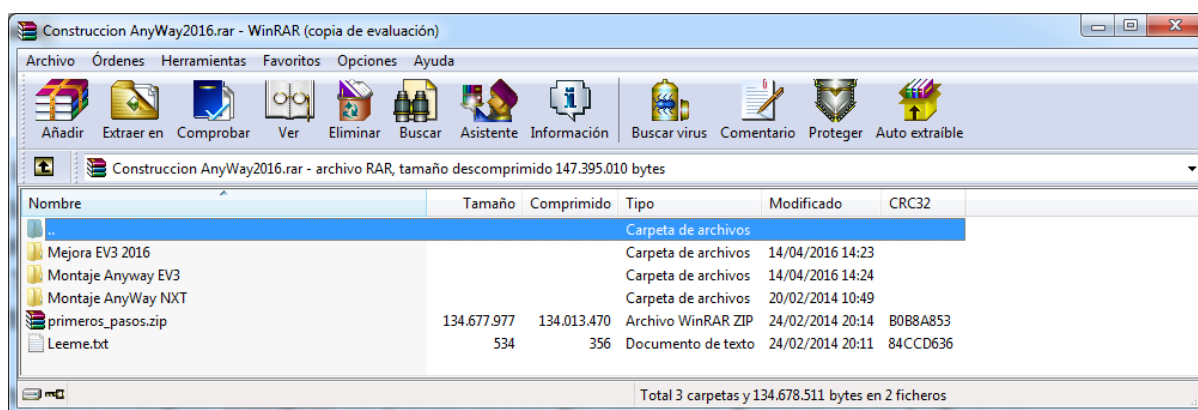 Construccion AnyWay2016.rar - WinRAR (copia de evaluación)
Archivo Órdenes Herramientas Favoritos Opciones Ayuda
Añadir Extraer en Comprobar Ver Eliminar Buscar Asistente Información Buscar virus Comentario Proteger Auto extraíble
Construccion AnyWay2016.rar - archivo RAR, tamaño descomprimido 147.395.010 bytes
Nombre Tamaño Comprimido Tipo Modificado CRC32
.. Carpeta de archivos
Mejora EV3 2016 Carpeta de archivos 14/04/2016 14:23
Montaje Anyway EV3 Carpeta de archivos 14/04/2016 14:24
Montaje AnyWay NXT Carpeta de archivos 20/02/2014 10:49
primeros_pasos.zip 134.677.977 134.013.470 Archivo WinRAR ZIP 24/02/2014 20:14 B0B8A853
Leeme.txt 534 356 Documento de texto 24/02/2014 20:11 84CCD636
Total 3 carpetas y 134.678.511 bytes en 2 ficheros